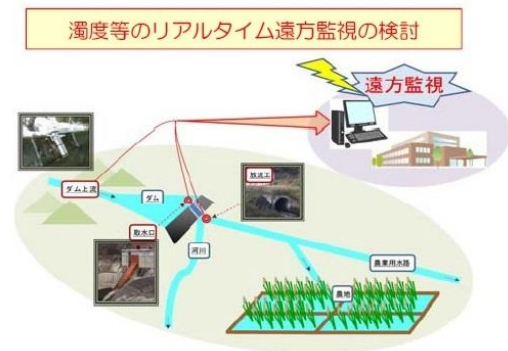 濁度等のリアルタイム遠方監視の検討
遠方監視
ダム上流
ダム
放流工
取水口
河川
農業用水路
農地